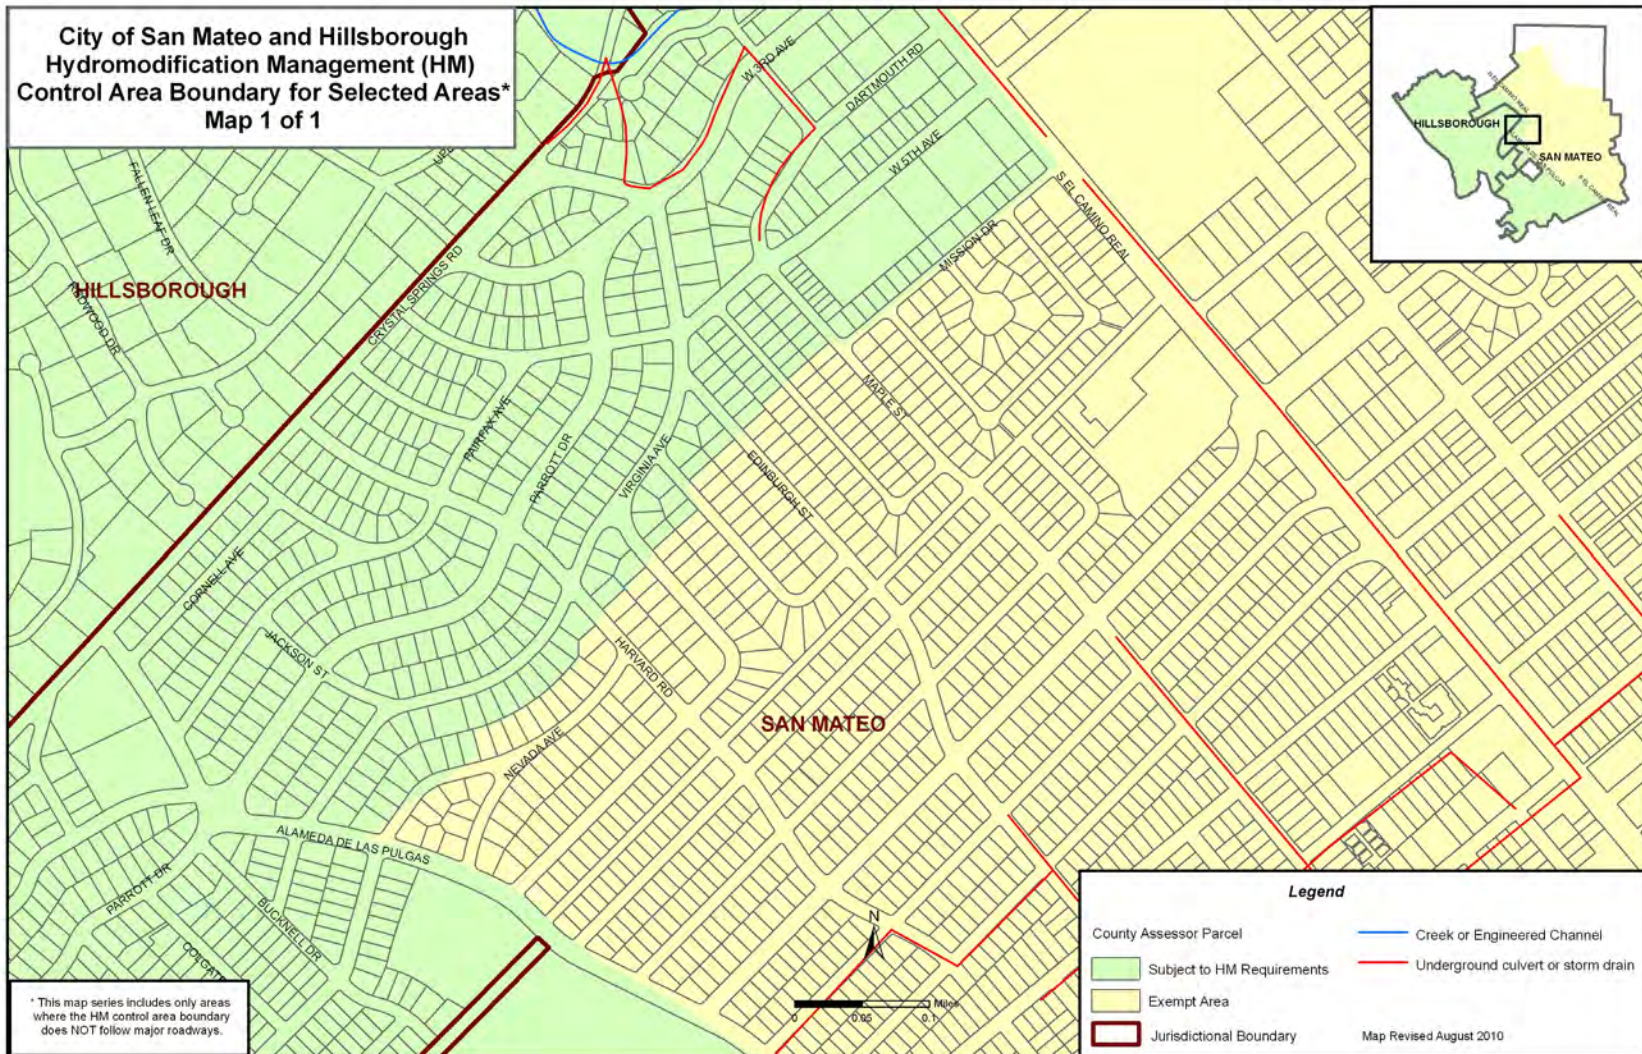 City of San Mateo and Hillsborough
Hydromodification Management (HM)
Control Area Boundary for Selected Areas*
Map 1 of 1
W 3RD AVE
DARTMOUTH RD
W 5TH AVE
S EL CAMINO REAL
MISSION DR
FALLEN LEAF DR
HILLSBOROUGH
REDWOOD DR
CRYSTAL SPRINGS RD
MAPLE ST
FAIRFAX AVE
PARROTT DR
VIRGINIA AVE
EDINBURGH ST
CORNELL AVE
JACKSON ST
HARVARD RD
SAN MATEO
NEVADA AVE
ALAMEDA DE LAS PULGAS
PARROTT DR
BUCKNELL DR
COLGATE
HILLSBOROUGH
SAN MATEO
N
Miles
0 0.05 0.1
* This map series includes only areas
where the HM control area boundary
does NOT follow major roadways.
Legend
County Assessor Parcel
Subject to HM Requirements
Exempt Area
Jurisdictional Boundary
Creek or Engineered Channel
Underground culvert or storm drain
Map Revised August 2010